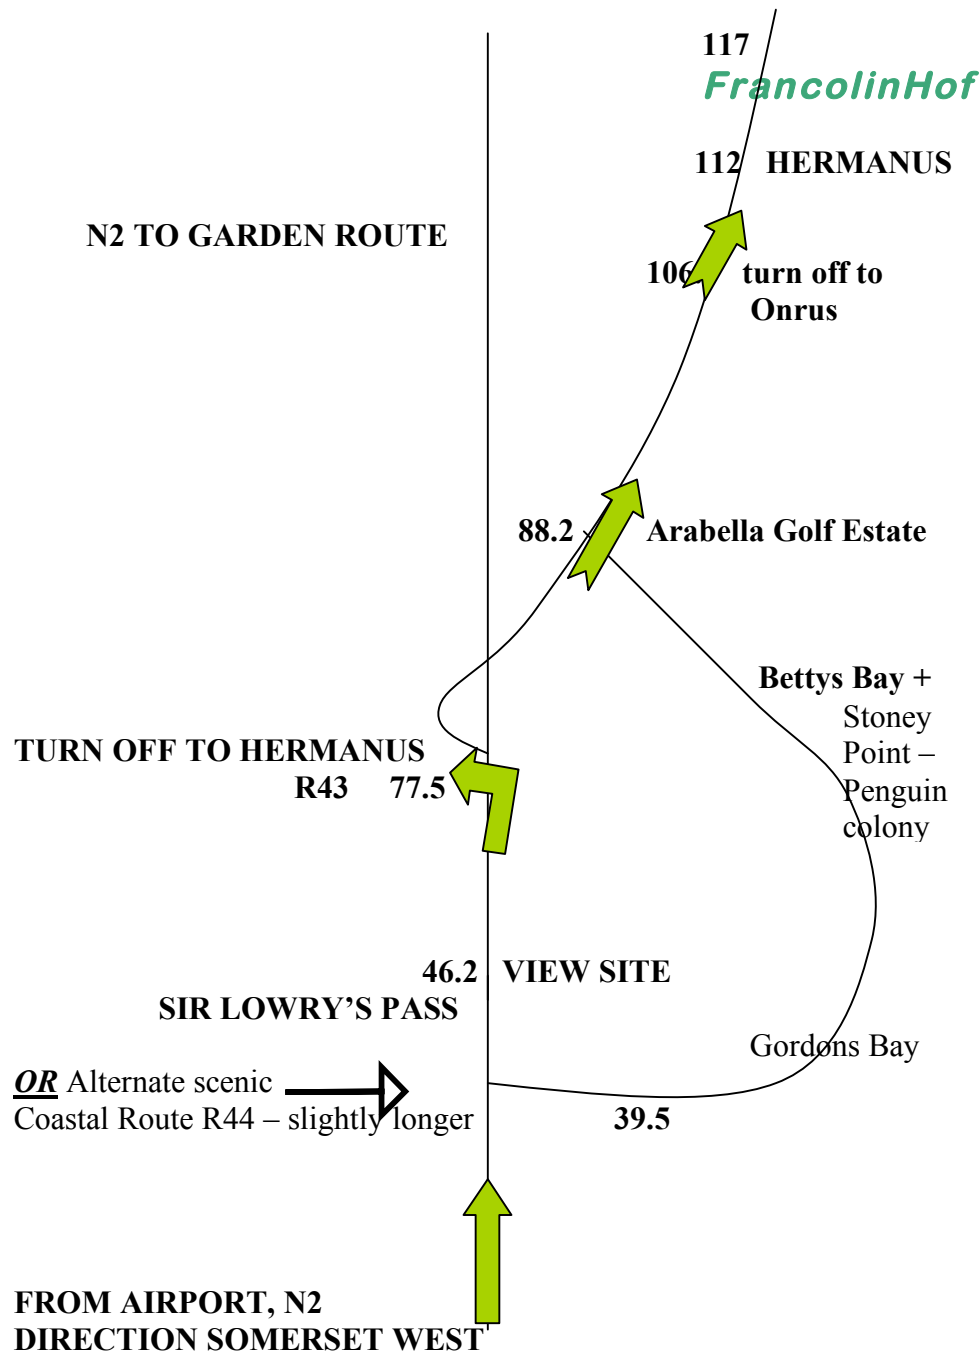 117
FrancolinHof
112 HERMANUS
N2 TO GARDEN ROUTE
106 turn off to
Onrus
88.2 Arabella Golf Estate
Bettys Bay +
Stoney
Point –
Penguin
colony
TURN OFF TO HERMANUS
R43 77.5
46.2 VIEW SITE
SIR LOWRY’S PASS
Gordons Bay
OR Alternate scenic
Coastal Route R44 – slightly longer
39.5
FROM AIRPORT, N2
DIRECTION SOMERSET WEST